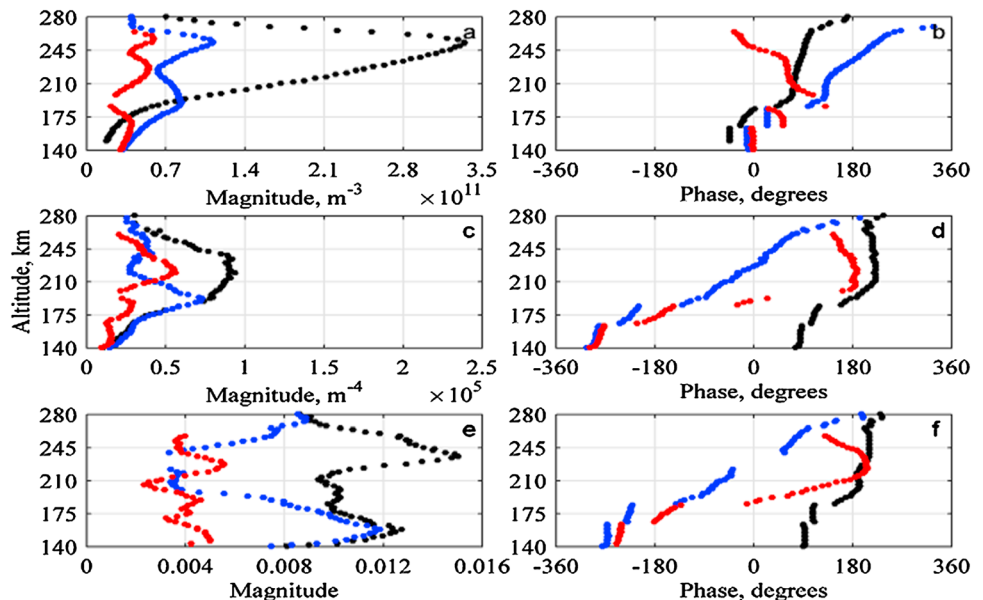 280 a 280 b
245 245
210 210
175 175
140 140
0 0.7 1.4 2.1 2.8 3.5 -360 -180 0 180 360
Magnitude, m-3 ×10 11 Phase, degrees
280 c 280 d
245 245
210 210
175 175
140 140
0 0.5 1 1.5 2 2.5 -360 -180 0 180 360
Altitude, km
Magnitude, m-4 ×10 5 Phase, degrees
280 e 280 f
245 245
210 210
175 175
140 140
0 0.004 0.008 0.012 0.016 -360 -180 0 180 360
Magnitude Phase, degrees